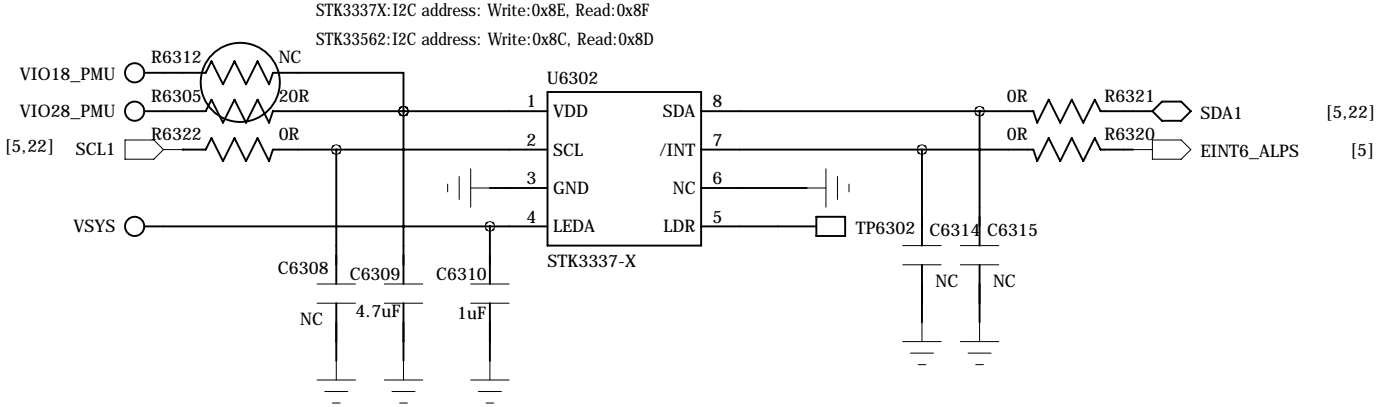 STK3337X:I2C address: Write:0x8E, Read:0x8F
STK33562:I2C address: Write:0x8C, Read:0x8D
R6312 NC
VIO18_PMU
U6302
R6305 20R
VIO28_PMU
1 VDD SDA 8
0R R6321
SDA1 [5,22]
R6322 0R
[5,22] SCL1
2 SCL /INT 7
0R R6320
EINT6_ALPS [5]
3 GND NC 6
VSYS
4 LEDA LDR 5
TP6302 C6314 C6315
STK3337-X
C6308 C6309 C6310
NC NC
NC 4.7uF 1uF